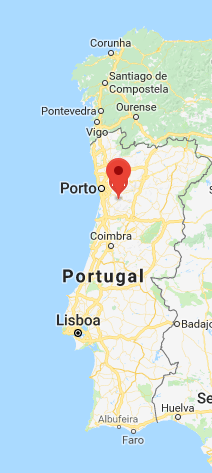 Corunha
Santiago de
Compostela
Pontevedra
Ourense
Vigo
Porto
Coimbra
Portugal
Lisboa
Badajo
Albufeira
Huelva
Se
Faro